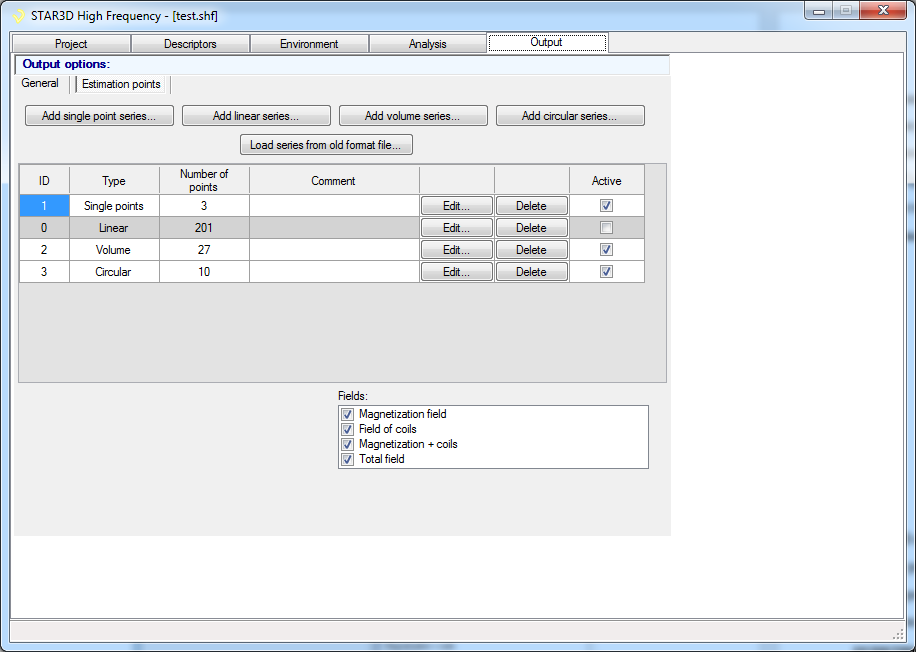 STAR3D High Frequency - [test.shf]
Project Descriptors Environment Analysis Output
Output options:
General Estimation points
Add single point series... Add linear series... Add volume series... Add circular series...
Load series from old format file...
ID Type Number of points Comment Active
1 Single points 3 Edit... Delete
0 Linear 201 Edit... Delete
2 Volume 27 Edit... Delete
3 Circular 10 Edit... Delete
Fields:
Magnetization field
Field of coils
Magnetization + coils
Total field